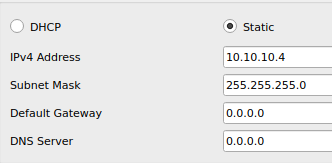 DHCP Static
IPv4 Address 10.10.10.4
Subnet Mask 255.255.255.0
Default Gateway 0.0.0.0
DNS Server 0.0.0.0